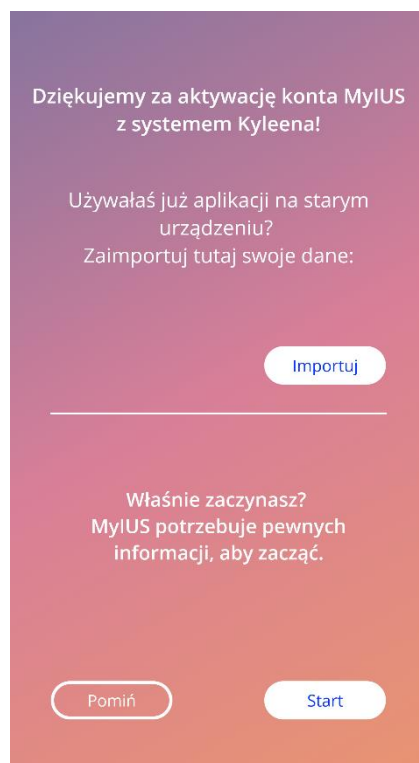 Dziękujemy za aktywację konta MyIUS
z systemem Kyleena!
Używałaś już aplikacji na starym
urządzeniu?
Zaimportuj tutaj swoje dane:
Importuj
Właśnie zaczynasz?
MyIUS potrzebuje pewnych
informacji, aby zacząć.
Pomiń
Start